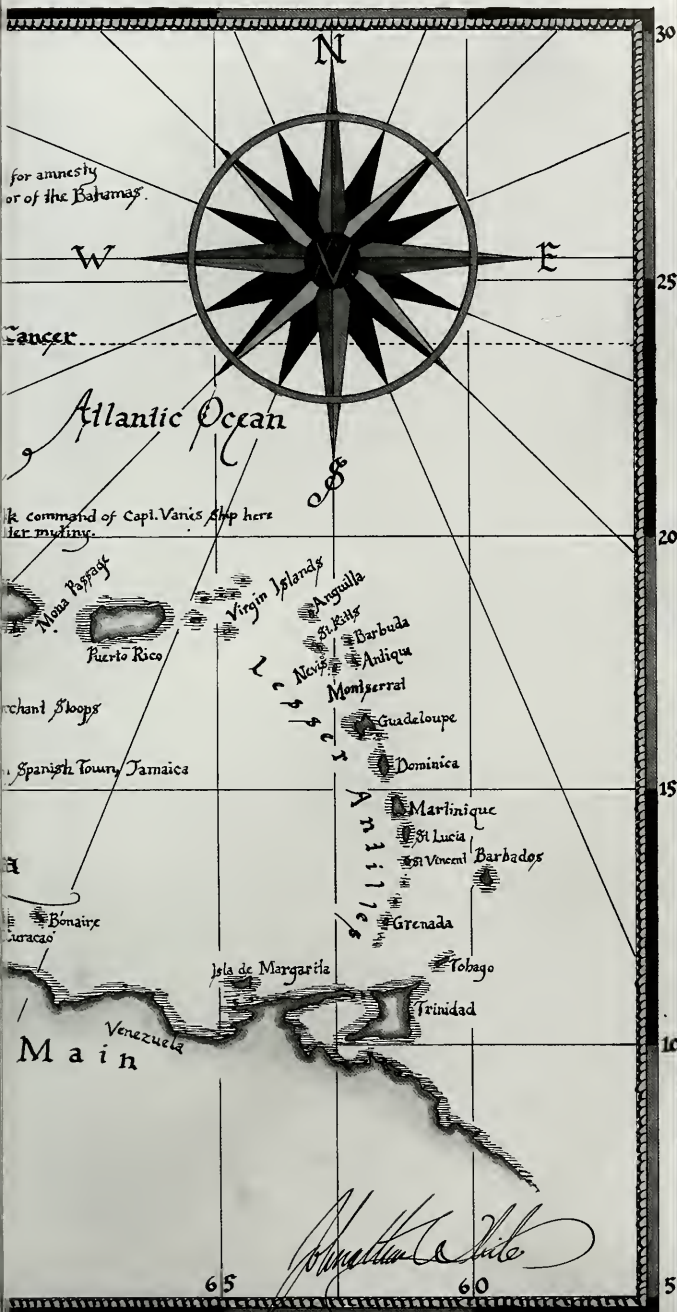 30
N
for amnesty
or of the Bahamas.
W
V
E
25
Cancer
Atlantic Ocean
S
k command of Capt. Vane's Ship here
ter mutiny.
20
Mona Passage
Virgin Islands
Anguilla
St Kitts
Barbuda
Puerto Rico
Nevis
Antigua
Montserrat
Lesser Antilles
rchant Sloops
Guadeloupe
Spanish Town, Jamaica
Dominica
15
Martinique
St Lucia
St Vincent
Barbados
a
Bonaire
Curacao
Grenada
Isla de Margarita
Tobago
Trinidad
Venezuela
Main
10
65
60
5